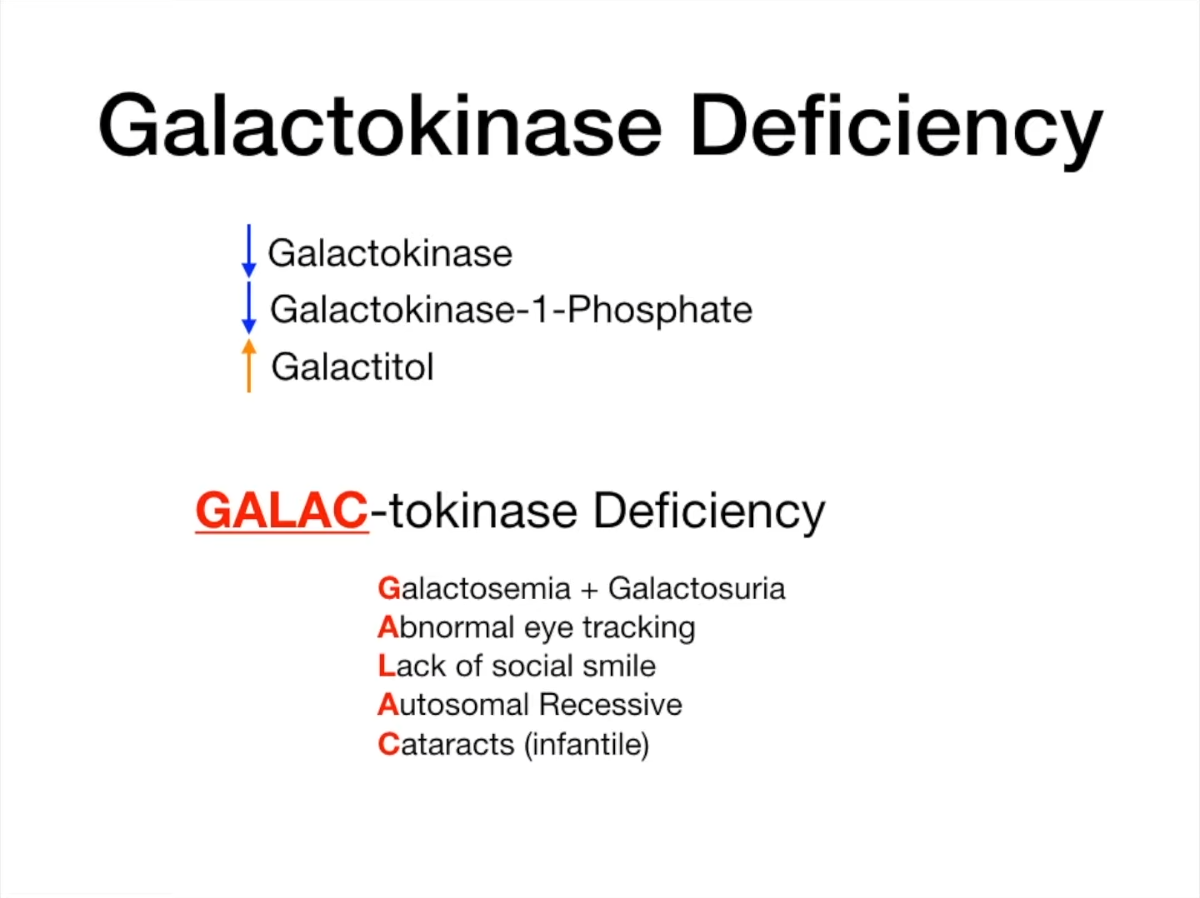 Galactokinase Deficiency
Galactokinase
Galactokinase-1-Phosphate
Galactitol
GALAC-tokinase Deficiency
Galactosemia + Galactosuria
Abnormal eye tracking
Lack of social smile
Autosomal Recessive
Cataracts (infantile)